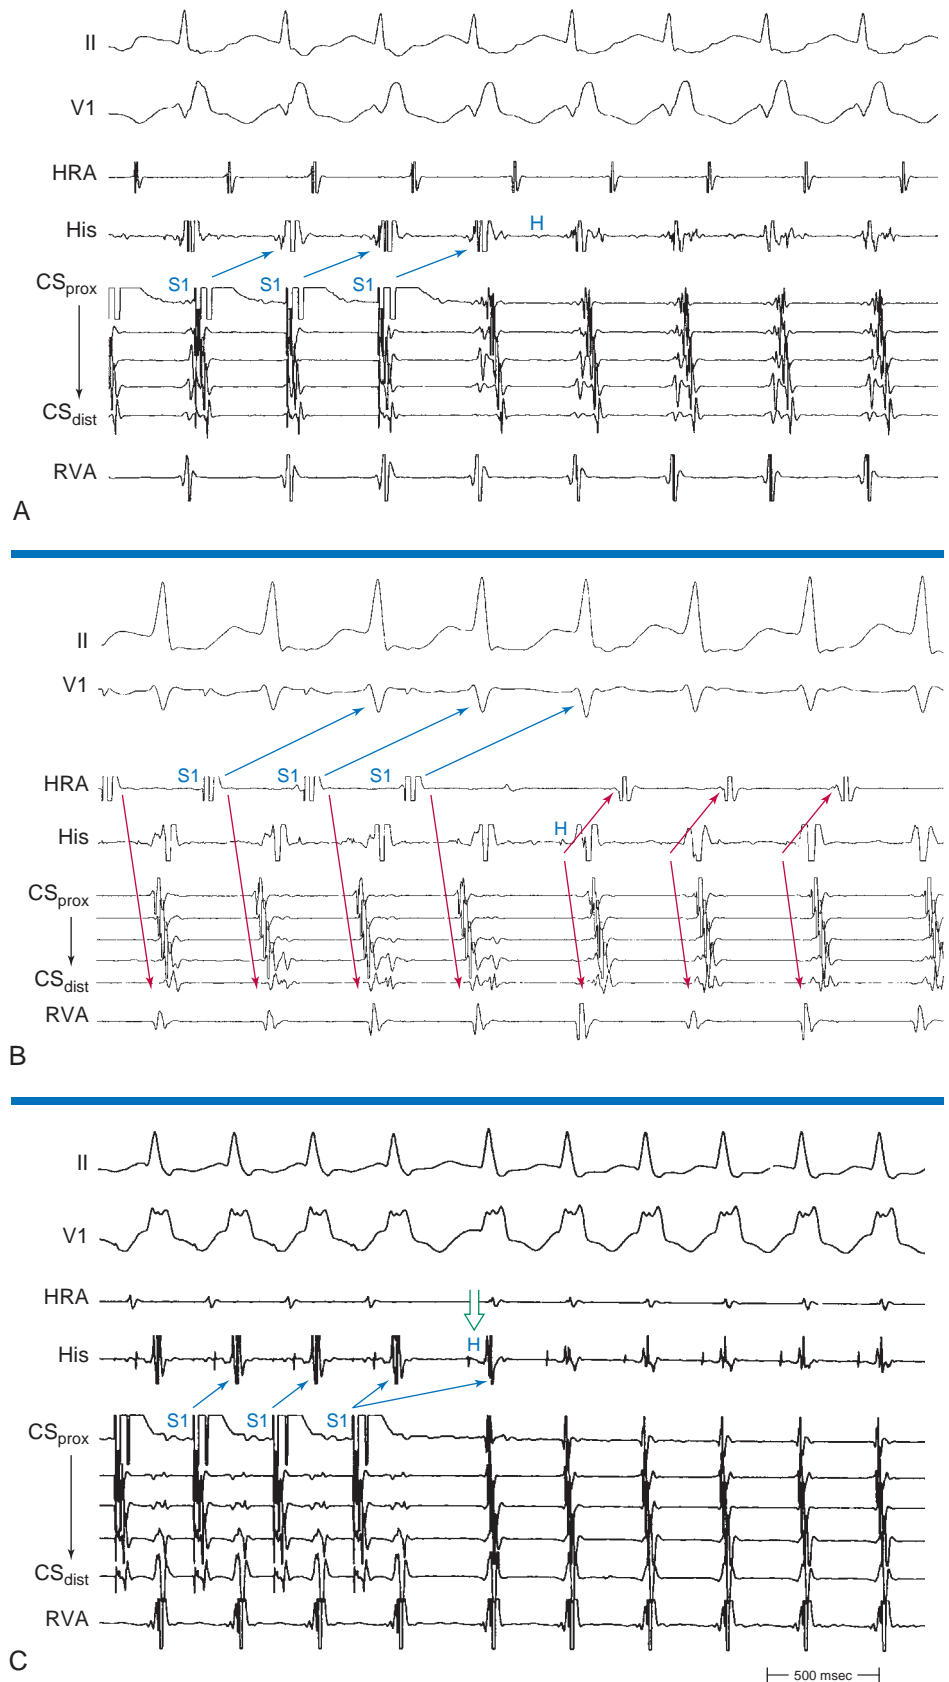 II
V1
HRA
His
H
S1 S1 S1
CSprox
CSdist
RVA
A
II
V1
S1 S1 S1
HRA
H
His
CSprox
CSdist
RVA
B
II
V1
HRA
H
His
S1 S1 S1
CSprox
CSdist
RVA
C
500 msec